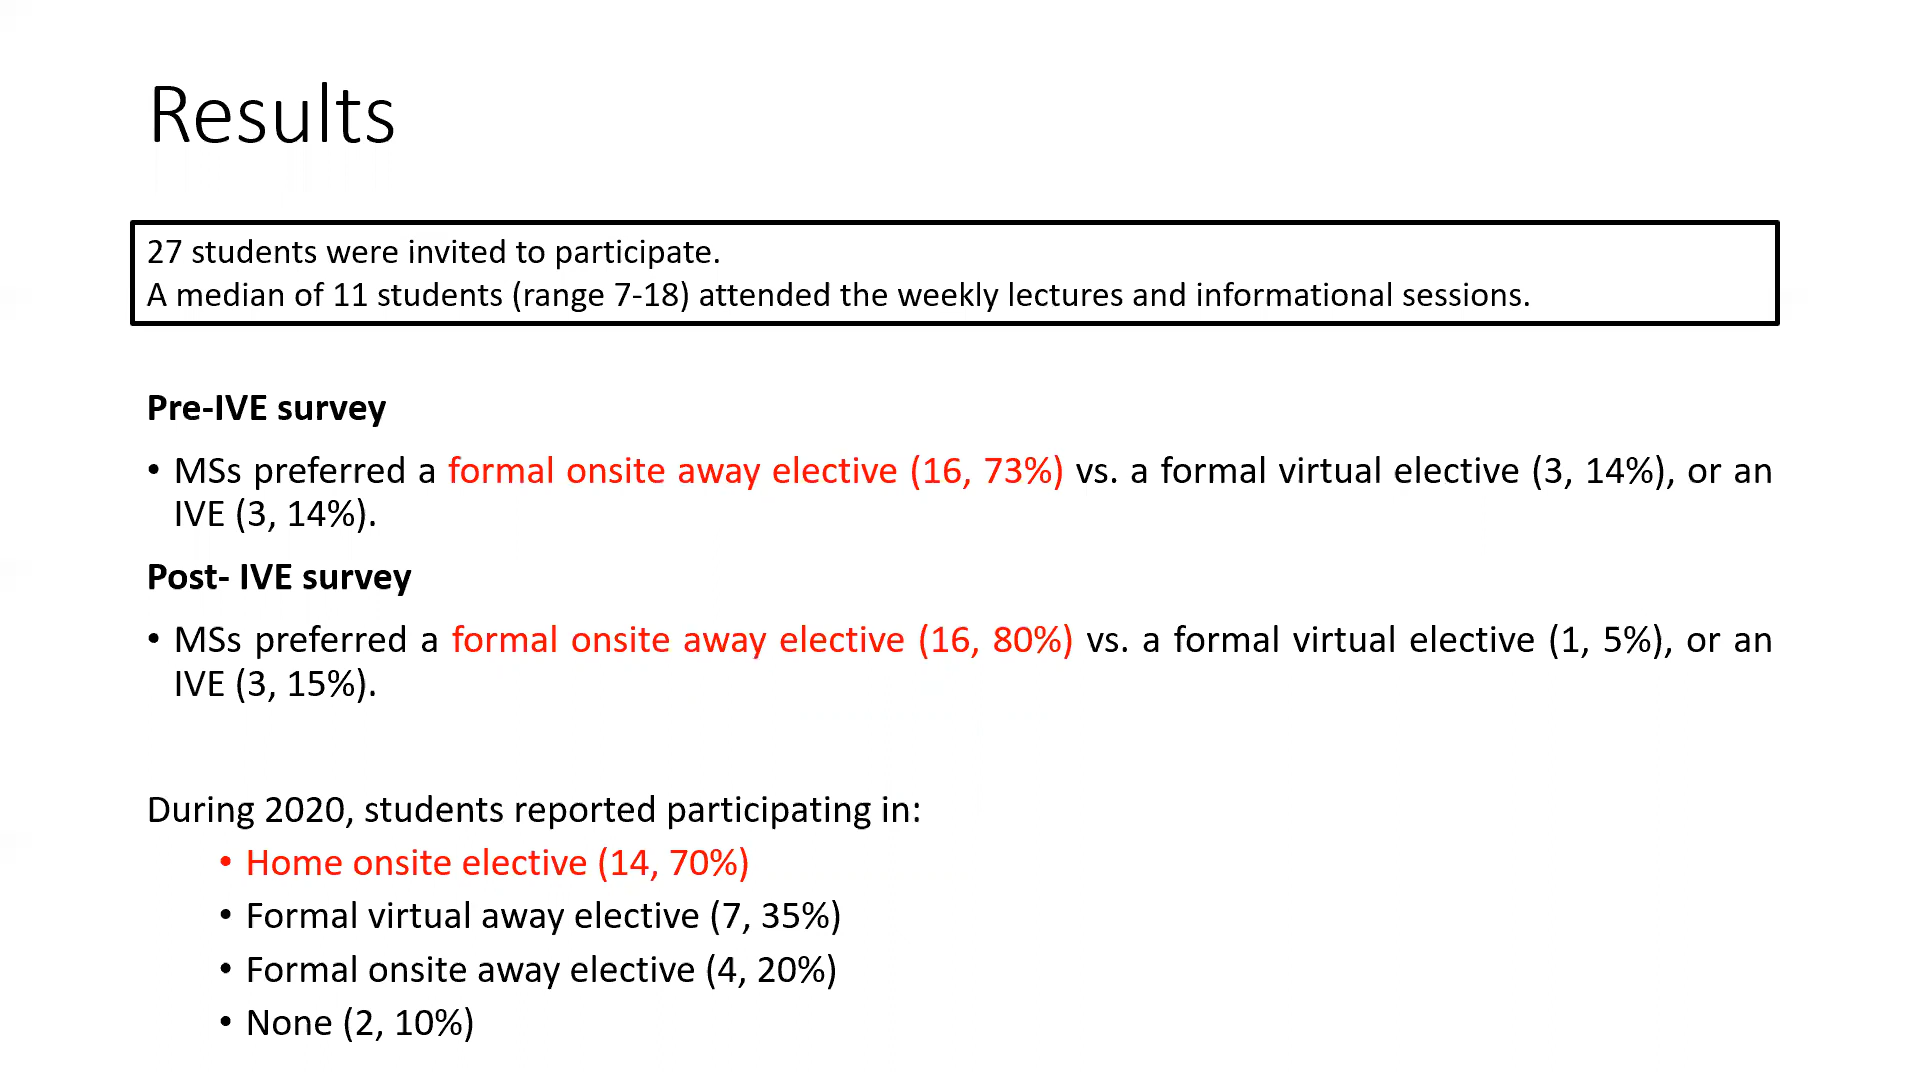 Results
27 students were invited to participate.
A median of 11 students (range 7-18) attended the weekly lectures and informational sessions.
Pre-IVE survey
• MSs preferred a formal onsite away elective (16, 73%) vs. a formal virtual elective (3, 14%), or an
IVE (3, 14%).
Post- IVE survey
• MSs preferred a formal onsite away elective (16, 80%) vs. a formal virtual elective (1, 5%), or an
IVE (3, 15%).
During 2020, students reported participating in:
• Home onsite elective (14, 70%)
• Formal virtual away elective (7, 35%)
• Formal onsite away elective (4, 20%)
• None (2, 10%)